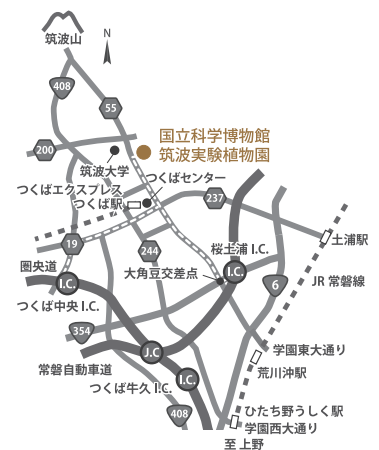 筑波山
N
408
55
200
国立科学博物館
筑波実験植物園
筑波大学
つくばセンター
つくばエクスプレス
つくば駅
237
19
244
土浦駅
桜土浦 I.C.
圏央道
大角豆交差点
I.C.
I.C.
6
JR 常磐線
つくば中央 I.C.
354
J.C
学園東大通り
常磐自動車道
荒川沖駅
つくば牛久 I.C.
I.C.
408
ひたち野うしく駅
学園西大通り
至 上野